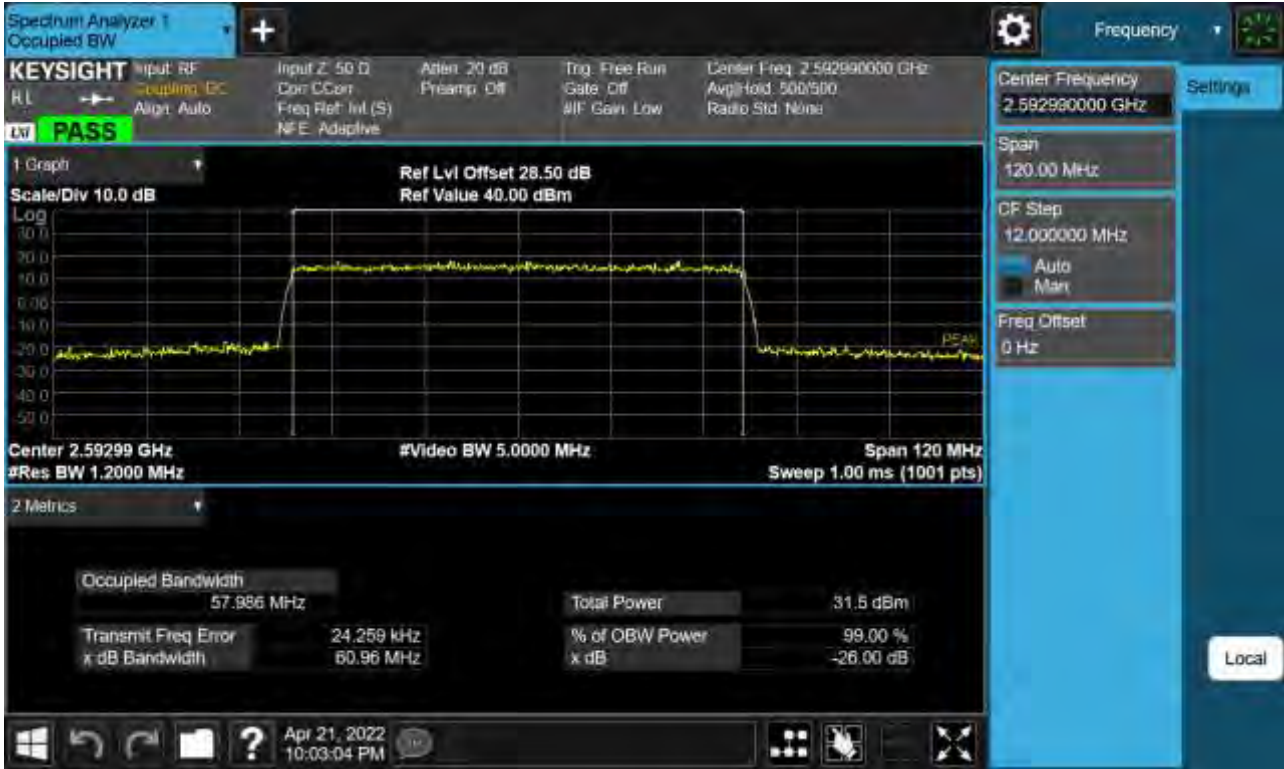 Spectrum Analyzer 1
Occupied BW
+
Frequency
KEYSIGHT
RL
PASS
Input: RF
Coupling: DC
Align: Auto
Input Z: 50 Ω
Corr CCorr
Freq Ref: Int (S)
NFE: Adaptive
Atten: 20 dB
Preamp: Off
Trig: Free Run
Gate: Off
#IF Gain: Low
Center Freq: 2.592990000 GHz
Avg|Hold: 500/500
Radio Std: None
Center Frequency
2.592990000 GHz
Settings
Span
120.00 MHz
CF Step
12.000000 MHz
Auto
Man
Freq Offset
0 Hz
1 Graph
Scale/Div 10.0 dB
Ref Lvl Offset 28.50 dB
Ref Value 40.00 dBm
Log
30.0
20.0
10.0
0.00
-10.0
-20.0
-30.0
-40.0
-50.0
PEAK
Center 2.59299 GHz
#Video BW 5.0000 MHz
Span 120 MHz
#Res BW 1.2000 MHz
Sweep 1.00 ms (1001 pts)
2 Metrics
Occupied Bandwidth
57.986 MHz
Total Power 31.5 dBm
Transmit Freq Error 24.259 kHz
% of OBW Power 99.00 %
x dB Bandwidth 60.96 MHz
x dB -26.00 dB
Local
?
Apr 21, 2022
10:03:04 PM